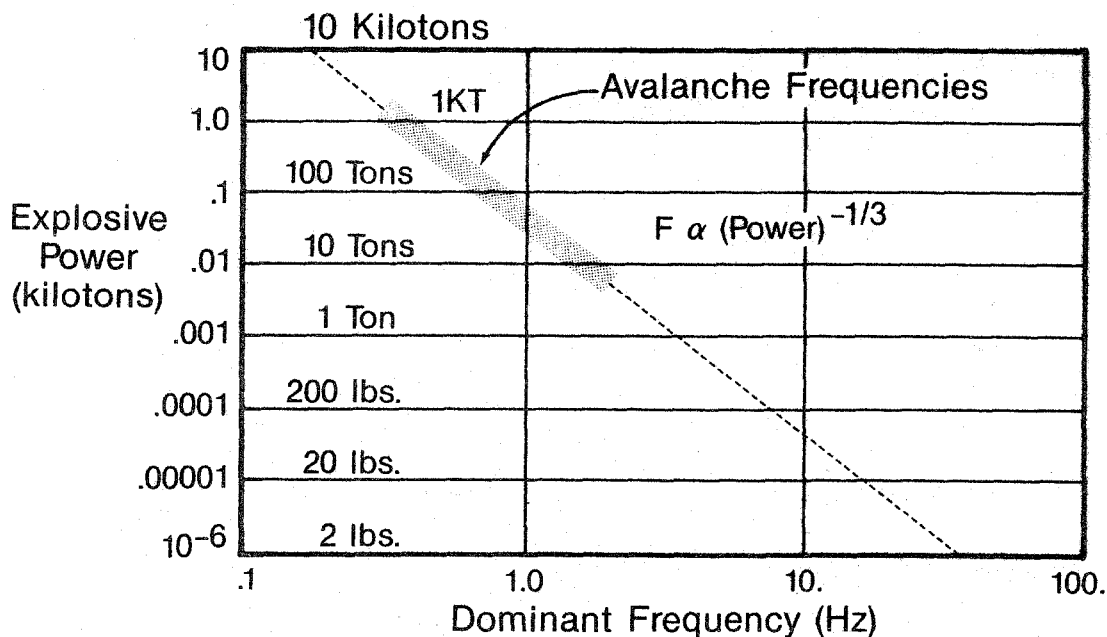 10 Kilotons
10
Avalanche Frequencies
1KT
1.0
100 Tons
.1
F α (Power)⁻¹/³
Explosive
Power
(kilotons)
10 Tons
.01
1 Ton
.001
200 lbs.
.0001
20 lbs.
.00001
2 lbs.
10⁻⁶
.1
1.0
10.
100.
Dominant Frequency (Hz)